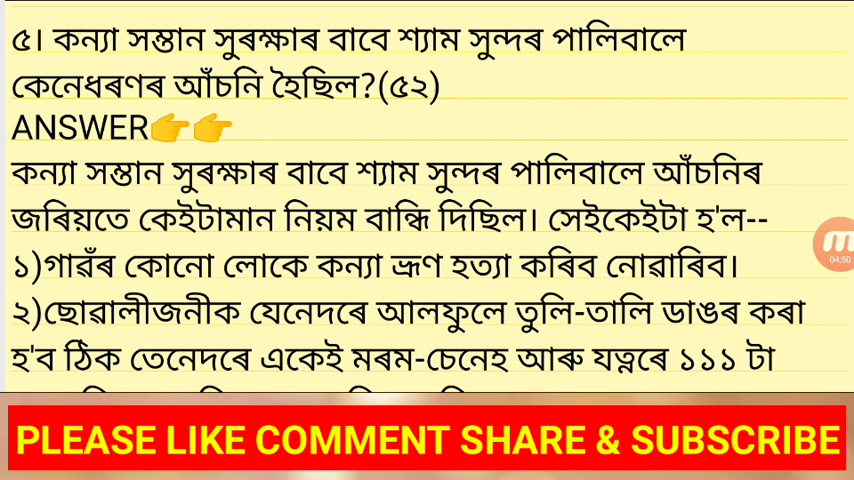 ৫। কন্যা সন্তান সুৰক্ষাৰ বাবে শ্যাম সুন্দৰ পালিবালে
কেনেধৰণৰ আঁচনি হৈছিল?(৫২)
ANSWER👉👉
কন্যা সন্তান সুৰক্ষাৰ বাবে শ্যাম সুন্দৰ পালিবালে আঁচনিৰ
জৰিয়তে কেইটামান নিয়ম বান্ধি দিছিল। সেইকেইটা হ'ল--
১)গাৱঁৰ কোনো লোকে কন্যা ভ্ৰূণ হত্যা কৰিব নোৱাৰিব।
২)ছোৱালীজনীক যেনেদৰে আলফুলে তুলি-তালি ডাঙৰ কৰা
হ'ব ঠিক তেনেদৰে একেই মৰম-চেনেহ আৰু যত্নৰে ১১১ টা
04:50
PLEASE LIKE COMMENT SHARE & SUBSCRIBE